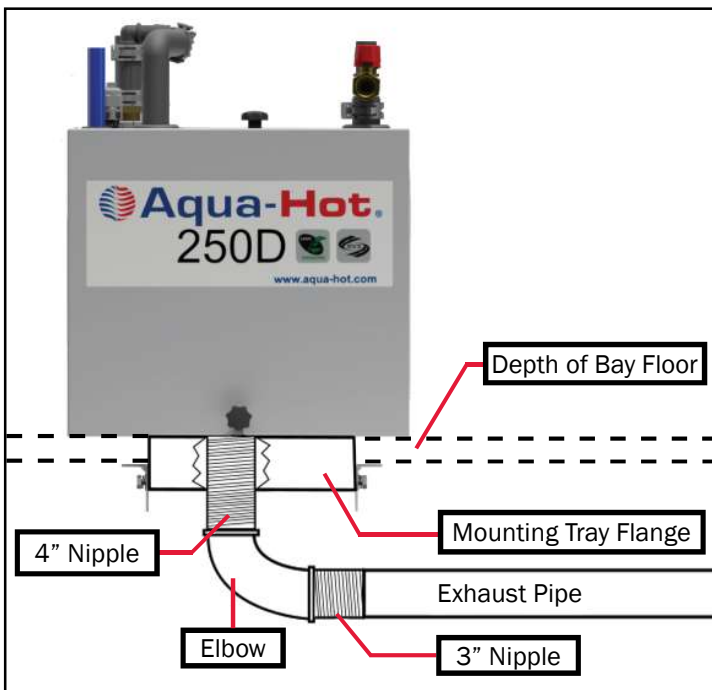 Aqua-Hot.
250D
www.aqua-hot.com
Depth of Bay Floor
Mounting Tray Flange
4” Nipple
Exhaust Pipe
Elbow
3” Nipple